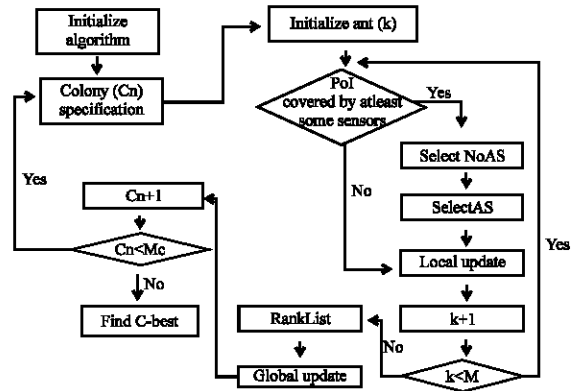 Initialize
algorithm
Colony (Cn)
specification
Initialize ant (k)
PoI
covered by atleast
some sensors
Yes
No
Select NoAS
SelectAS
Local update
k+1
k<M
Yes
No
RankList
Global update
Cn+1
Cn<Mc
Yes
No
Find C-best